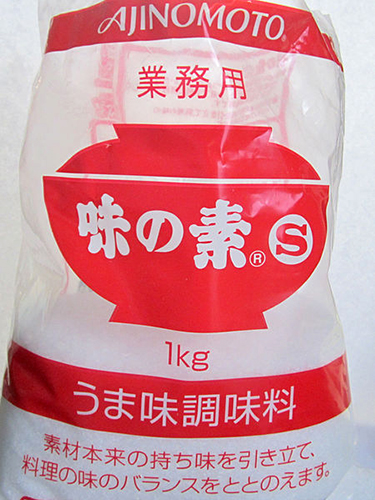 AJINOMOTO®
業務用
味の素® S
1kg
うま味調味料
素材本来の持ち味を引き立て、
料理の味のバランスをととのえます。